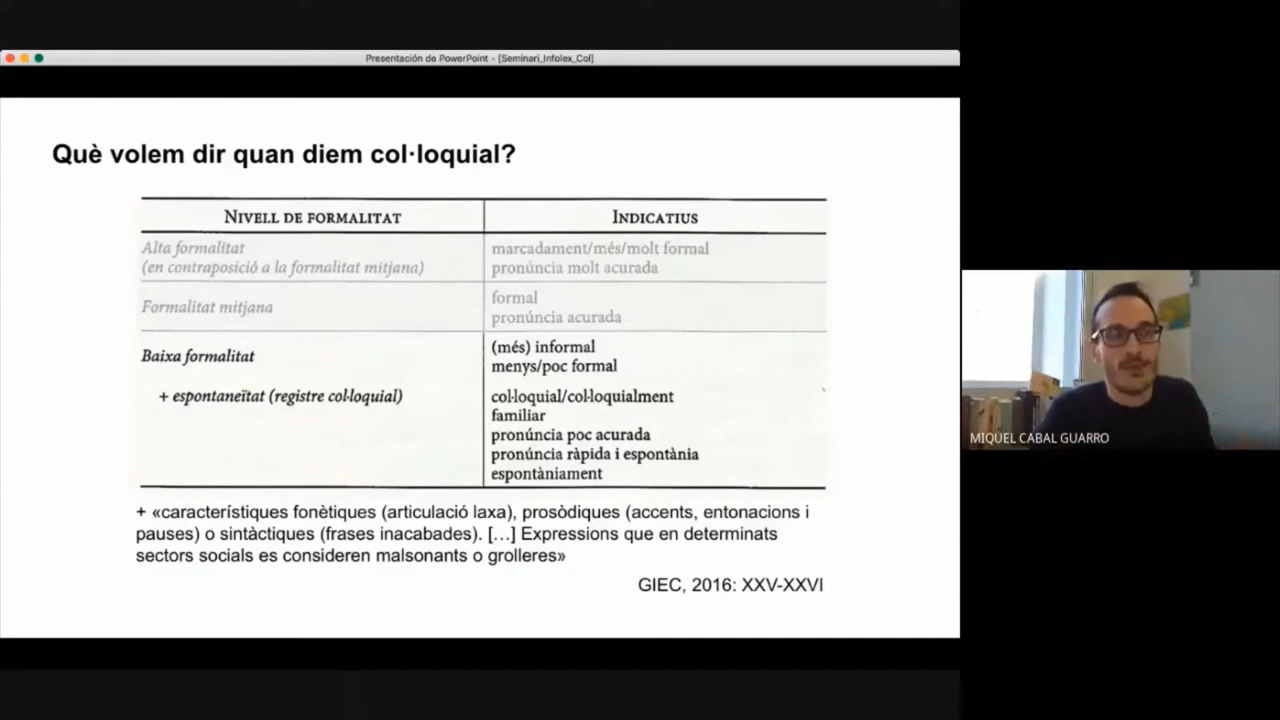 Presentación de PowerPoint - [Seminari_Infolex_Col]
Què volem dir quan diem col·loquial?
NIVELL DE FORMALITAT
INDICATIUS
Alta formalitat
(en contraposició a la formalitat mitjana)
marcadament/més/molt formal
pronúncia molt acurada
Formalitat mitjana
formal
pronúncia acurada
Baixa formalitat
(més) informal
menys/poc formal
+ espontaneïtat (registre col·loquial)
col·loquial/col·loquialment
familiar
pronúncia poc acurada
pronúncia ràpida i espontània
espontàniament
+ «característiques fonètiques (articulació laxa), prosòdiques (accents, entonacions i
pauses) o sintàctiques (frases inacabades). […] Expressions que en determinats
sectors socials es consideren malsonants o grolleres»
GIEC, 2016: XXV-XXVI
MIQUEL CABAL GUARRO